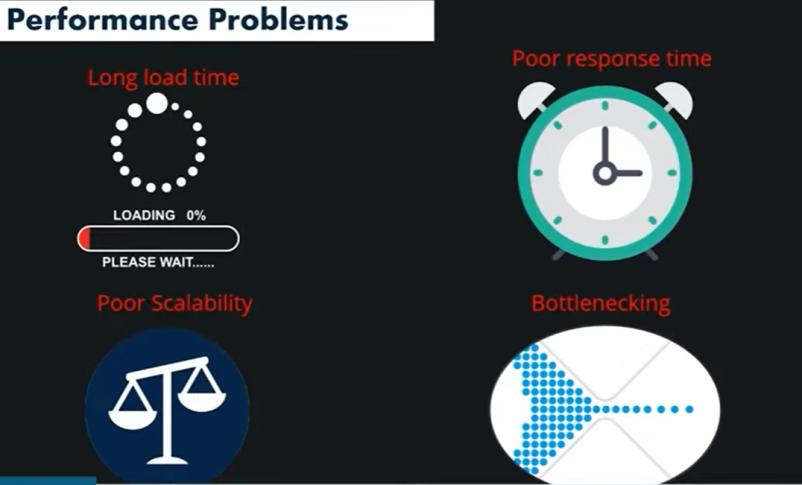 Performance Problems
Long load time
Poor response time
LOADING 0%
PLEASE WAIT......
Poor Scalability
Bottlenecking